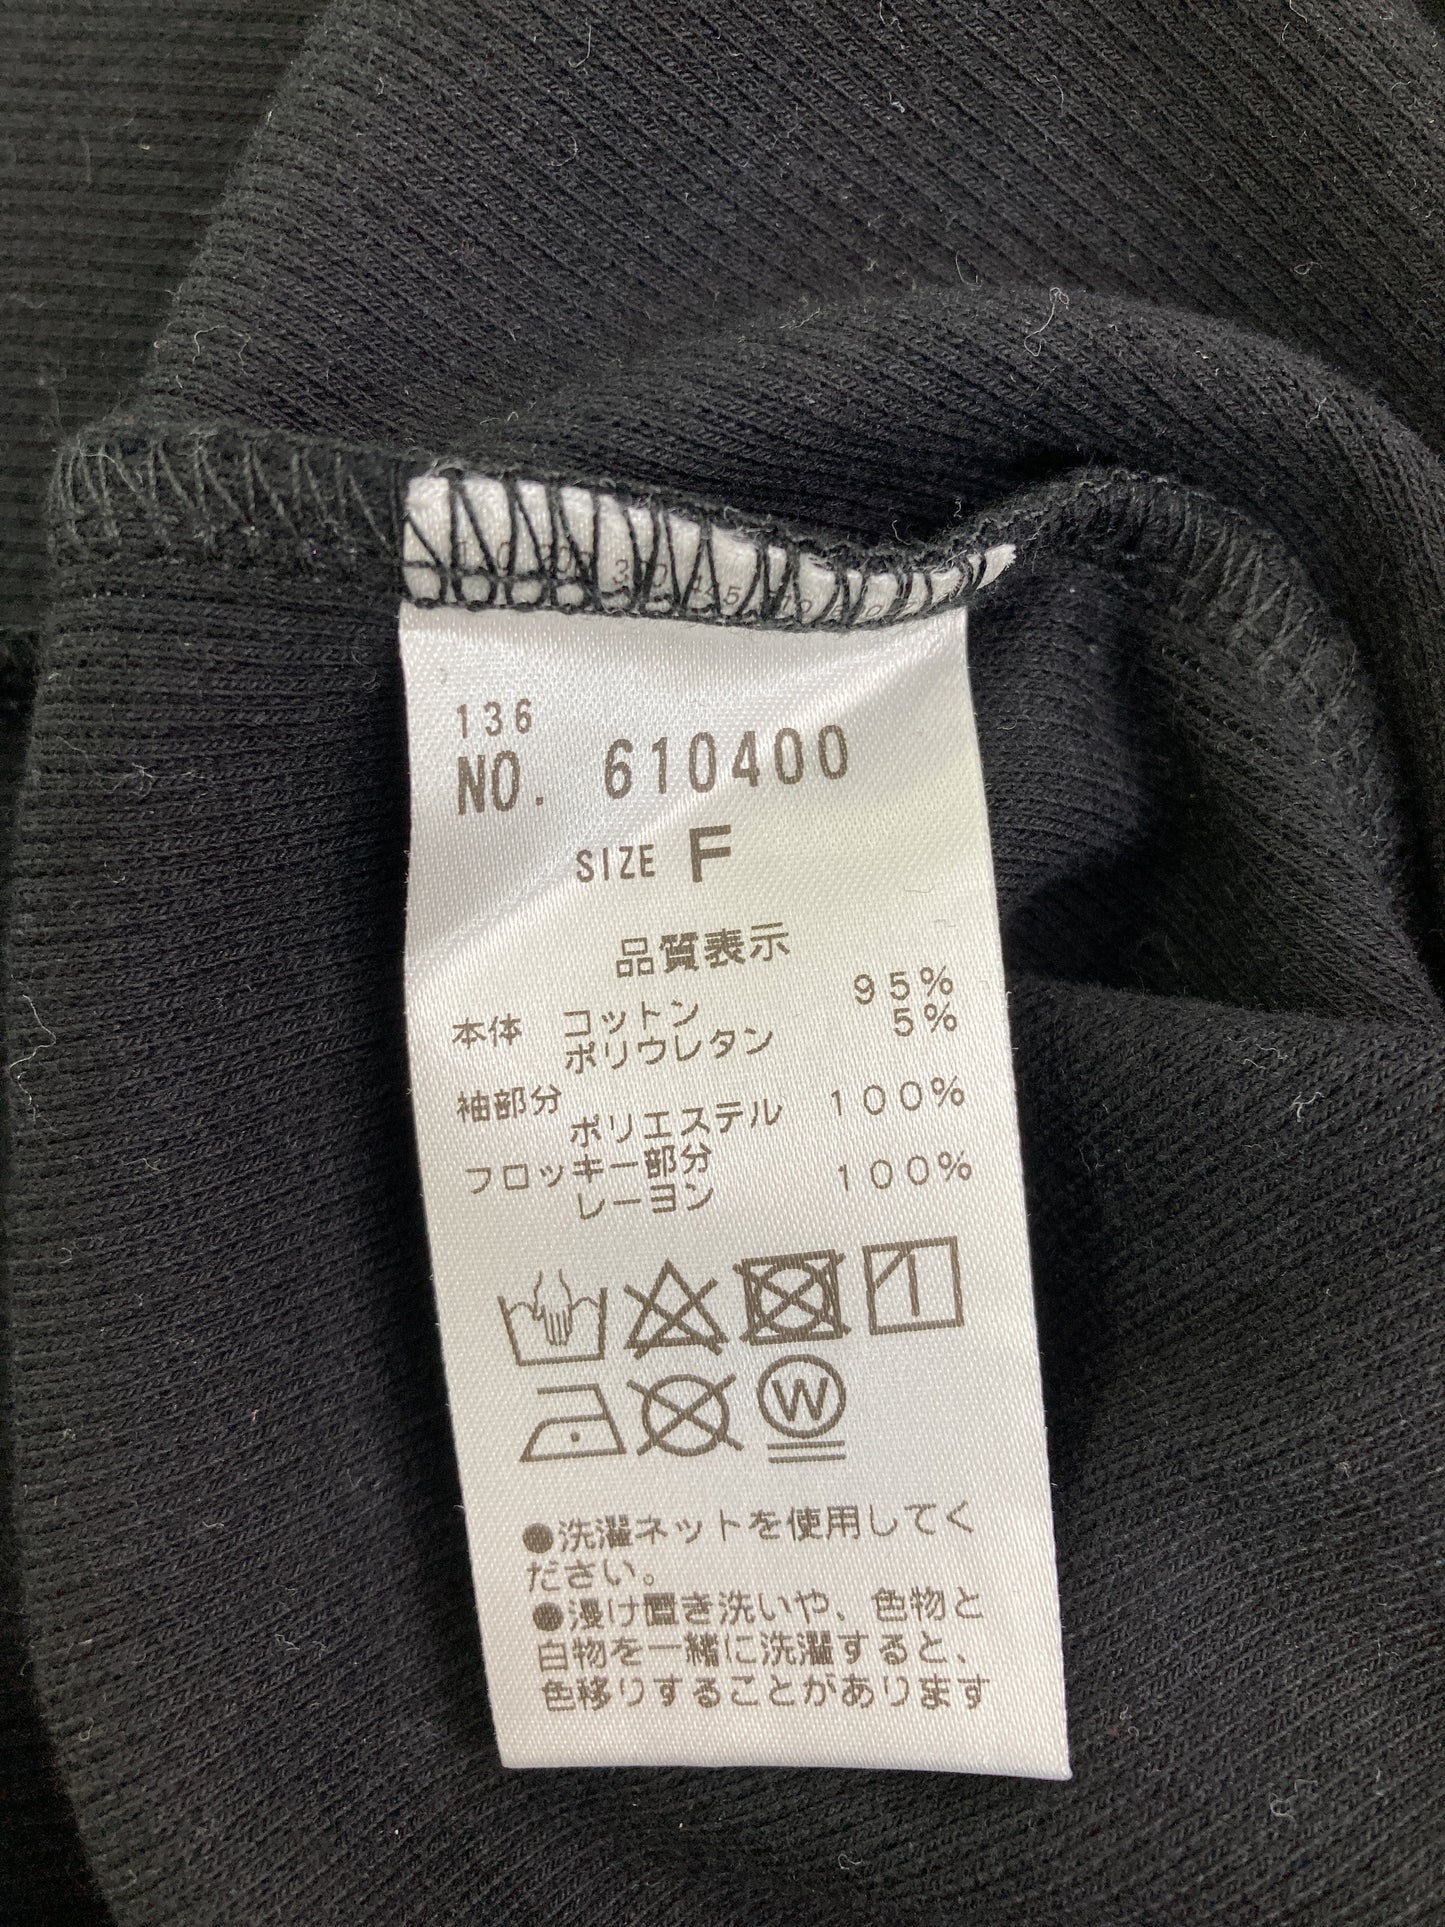 136
NO. 610400
SIZE F
品質表示
本体 コットン 95%
ポリウレタン 5%
袖部分
ポリエステル 100%
フロッキー部分
レーヨン 100%
W
●洗濯ネットを使用してく
ださい。
●浸け置き洗いや、色物と
白物を一緒に洗濯すると、
色移りすることがあります